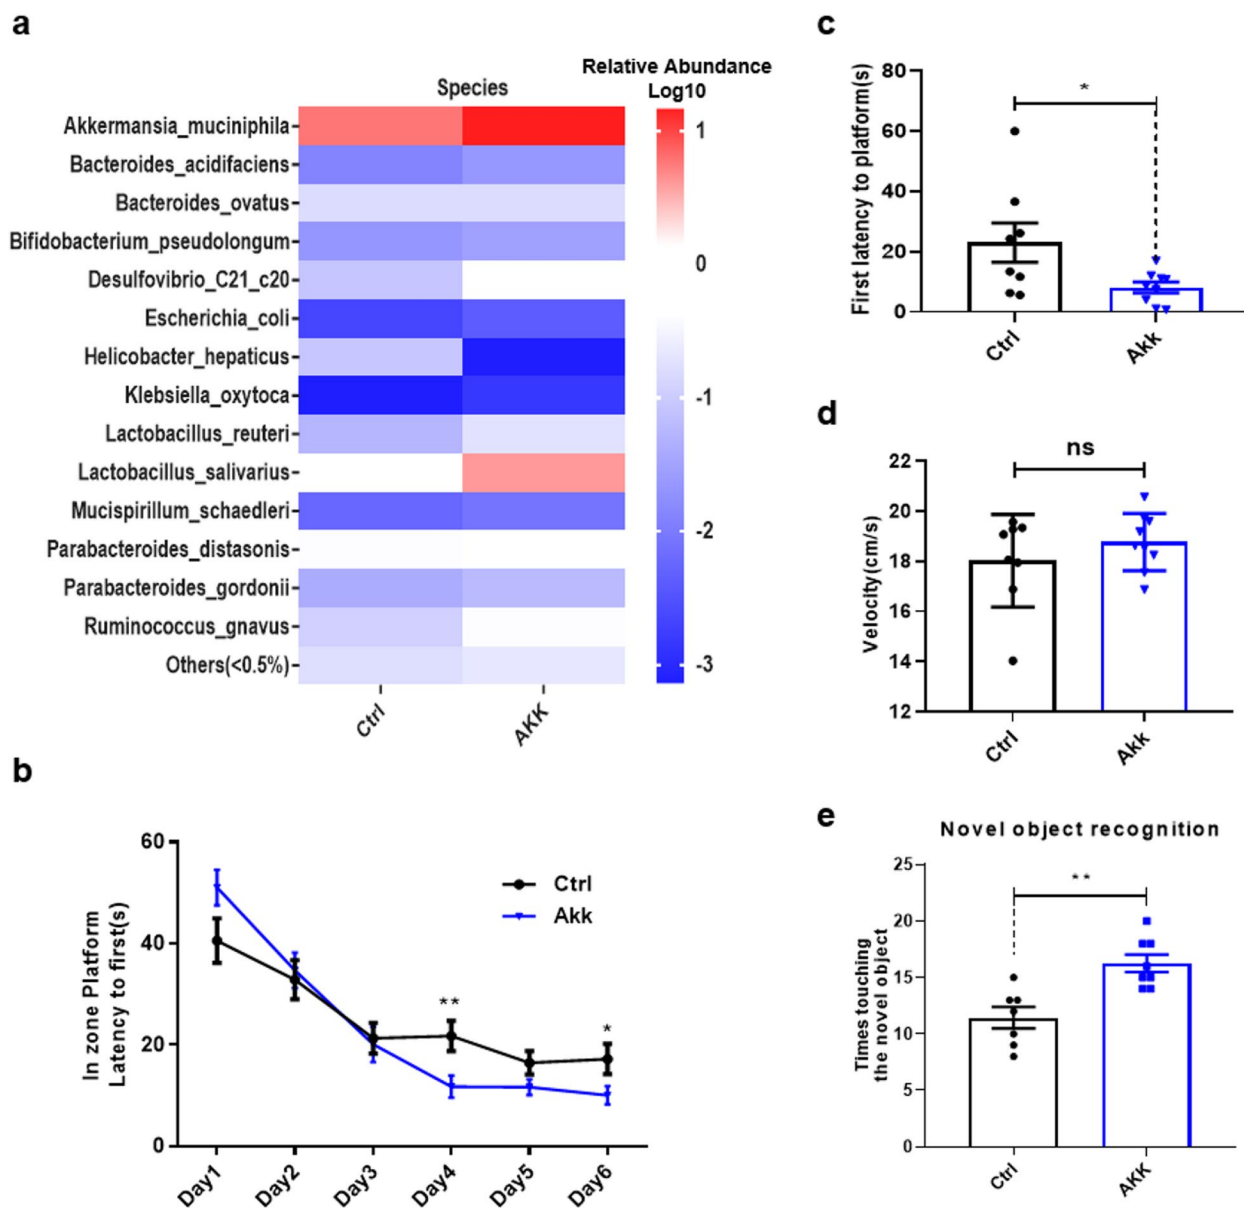 a
Species
Relative Abundance
Log10
Akkermansia_muciniphila
Bacteroides_acidifaciens
Bacteroides_ovatus
Bifidobacterium_pseudolongum
Desulfovibrio_C21_c20
Escherichia_coli
Helicobacter_hepaticus
Klebsiella_oxytoca
Lactobacillus_reuteri
Lactobacillus_salivarius
Mucispirillum_schaedleri
Parabacteroides_distasonis
Parabacteroides_gordonii
Ruminococcus_gnavus
Others(<0.5%)
1
0
-1
-2
-3
Ctrl
AKK
b
In zone Platform
Latency to first(s)
60
40
20
0
Ctrl
Akk
**
*
Day1
Day2
Day3
Day4
Day5
Day6
c
First latency to platform(s)
80
60
40
20
0
*
Ctrl
Akk
d
Velocity(cm/s)
22
20
18
16
14
12
ns
Ctrl
Akk
e
Novel object recognition
Times touching
the novel object
25
20
15
10
5
0
**
Ctrl
AKK